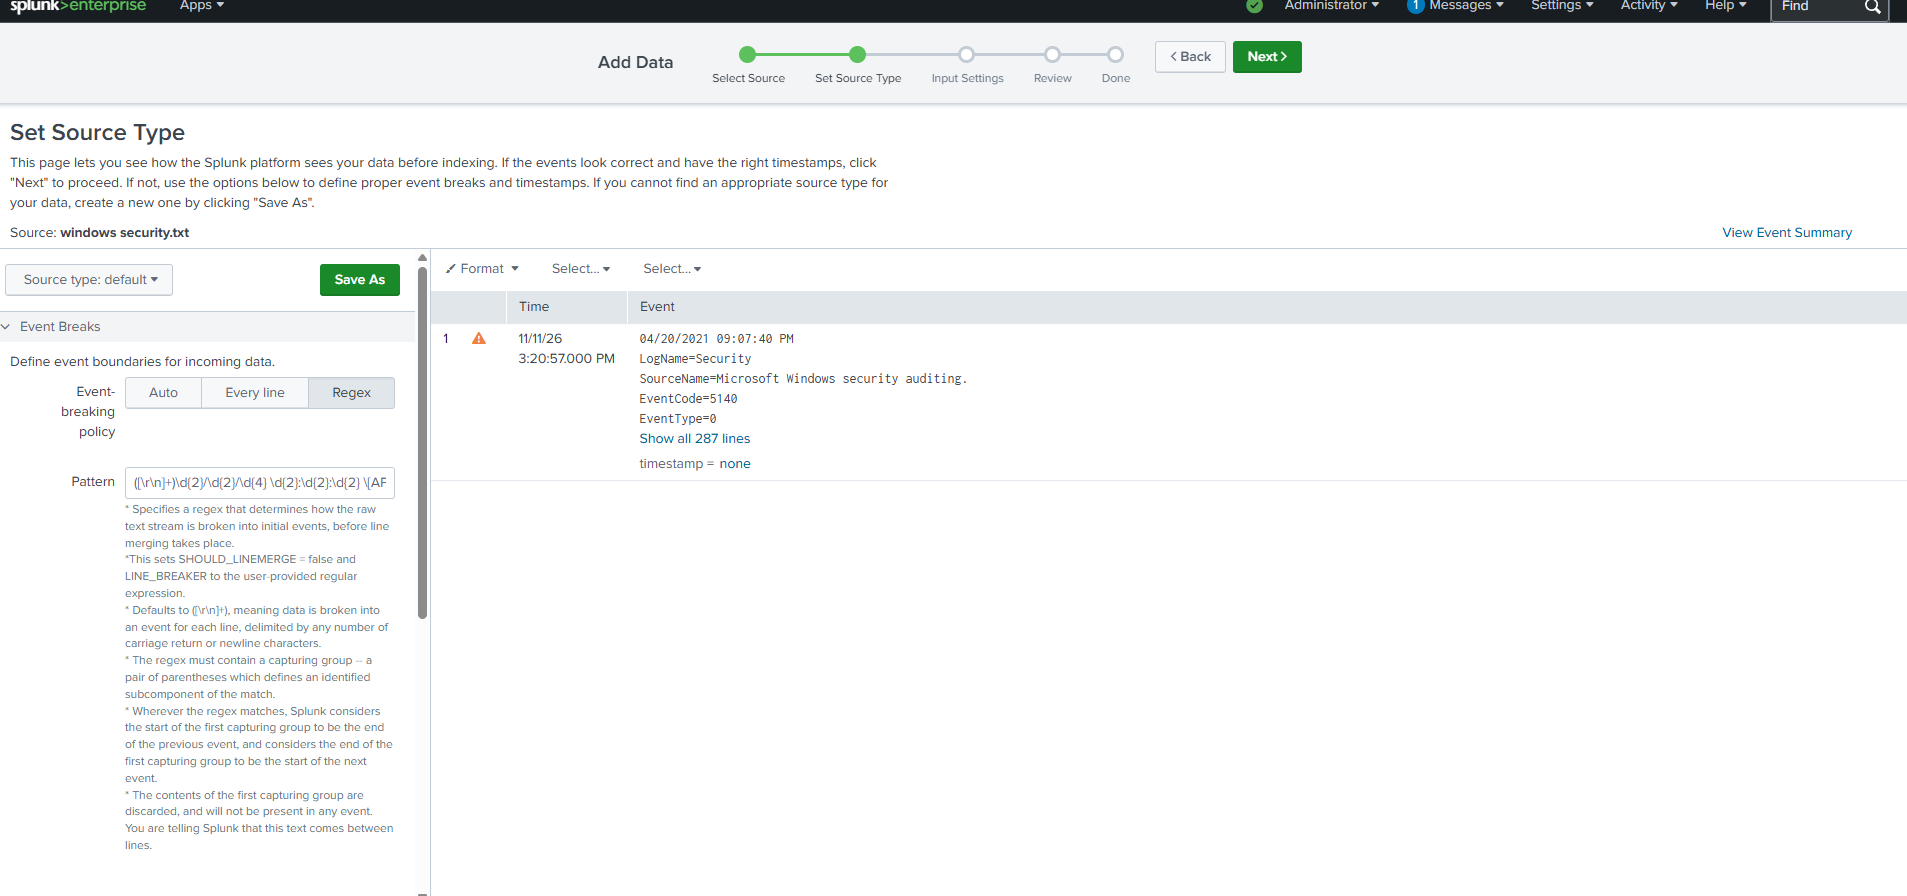 splunk>enterprise Apps Administrator 1 Messages Settings Activity Help Find
Add Data
Select Source Set Source Type Input Settings Review Done
< Back Next >
Set Source Type
This page lets you see how the Splunk platform sees your data before indexing. If the events look correct and have the right timestamps, click
"Next" to proceed. If not, use the options below to define proper event breaks and timestamps. If you cannot find an appropriate source type for
your data, create a new one by clicking "Save As".
Source: windows security.txt
View Event Summary
Source type: default
Save As
Event Breaks
Define event boundaries for incoming data.
Event-
breaking
policy
Auto Every line Regex
Pattern
([\r\n]+)\d{2}/\d{2}/\d{4} \d{2}:\d{2}:\d{2} \[AF
* Specifies a regex that determines how the raw
text stream is broken into initial events, before line
merging takes place.
*This sets SHOULD_LINEMERGE = false and
LINE_BREAKER to the user-provided regular
expression.
* Defaults to ([\r\n]+), meaning data is broken into
an event for each line, delimited by any number of
carriage return or newline characters.
* The regex must contain a capturing group -- a
pair of parentheses which defines an identified
subcomponent of the match.
* Wherever the regex matches, Splunk considers
the start of the first capturing group to be the end
of the previous event, and considers the end of the
first capturing group to be the start of the next
event.
* The contents of the first capturing group are
discarded, and will not be present in any event.
You are telling Splunk that this text comes between
lines.
Format Select... Select...
Time Event
1
11/11/26
3:20:57.000 PM
04/20/2021 09:07:40 PM
LogName=Security
SourceName=Microsoft Windows security auditing.
EventCode=5140
EventType=0
Show all 287 lines
timestamp = none